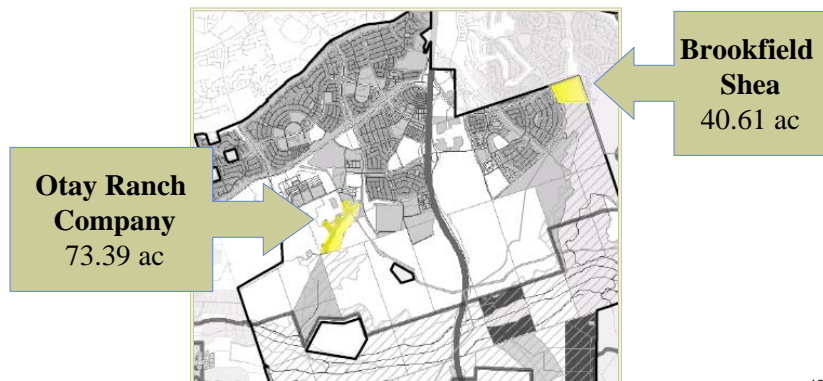 Brookfield
Shea
40.61 ac
Otay Ranch
Company
73.39 ac